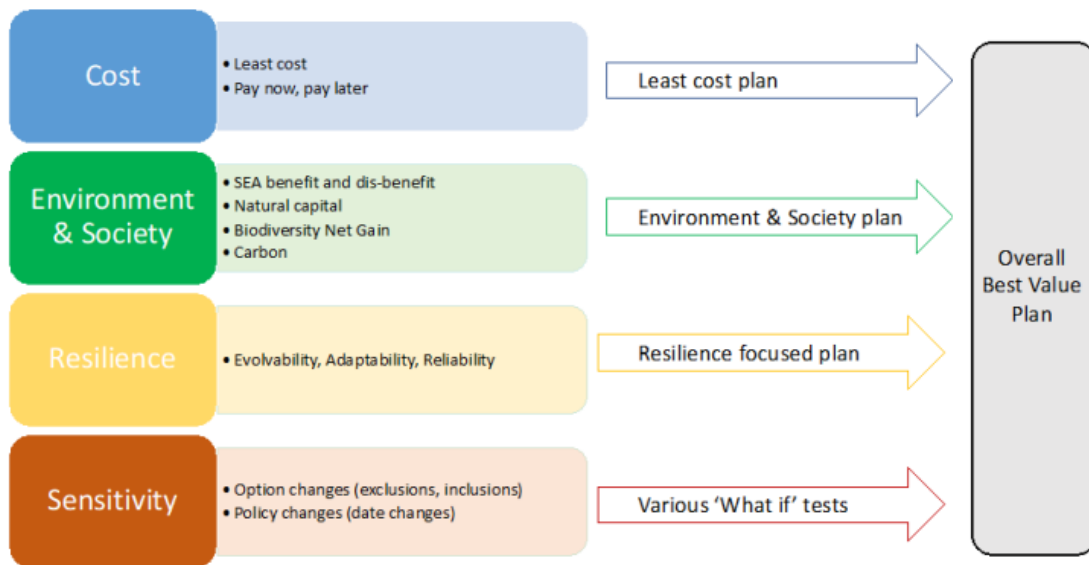 Cost
• Least cost
• Pay now, pay later
Least cost plan
Environment
& Society
• SEA benefit and dis-benefit
• Natural capital
• Biodiversity Net Gain
• Carbon
Environment & Society plan
Resilience
• Evolvability, Adaptability, Reliability
Resilience focused plan
Sensitivity
• Option changes (exclusions, inclusions)
• Policy changes (date changes)
Various ‘What if’ tests
Overall
Best Value
Plan